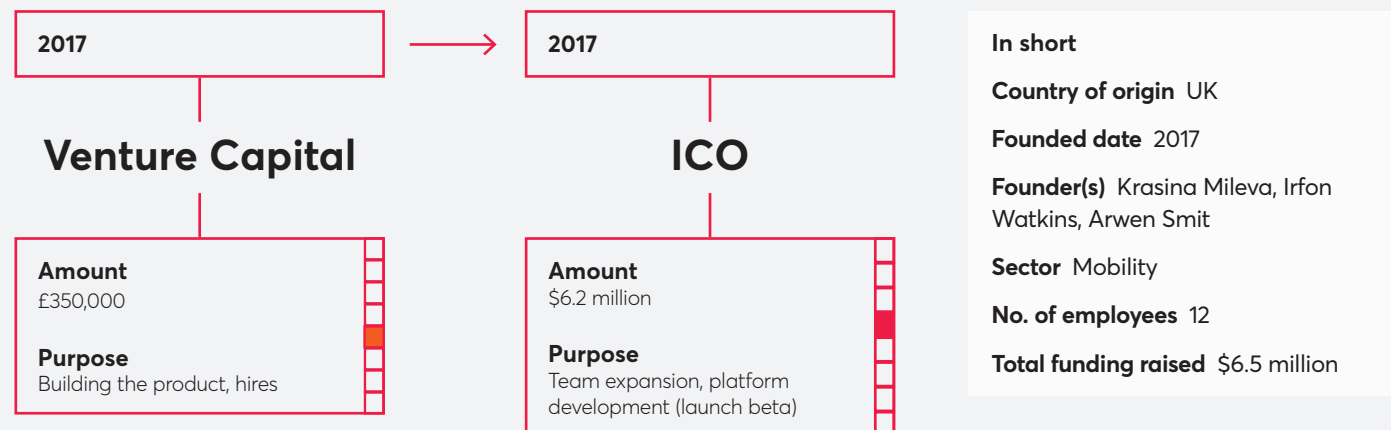 2017
Venture Capital
Amount
£350,000
Purpose
Building the product, hires
2017
ICO
Amount
$6.2 million
Purpose
Team expansion, platform
development (launch beta)
In short
Country of origin UK
Founded date 2017
Founder(s) Krasina Mileva, Irfon
Watkins, Arwen Smit
Sector Mobility
No. of employees 12
Total funding raised $6.5 million